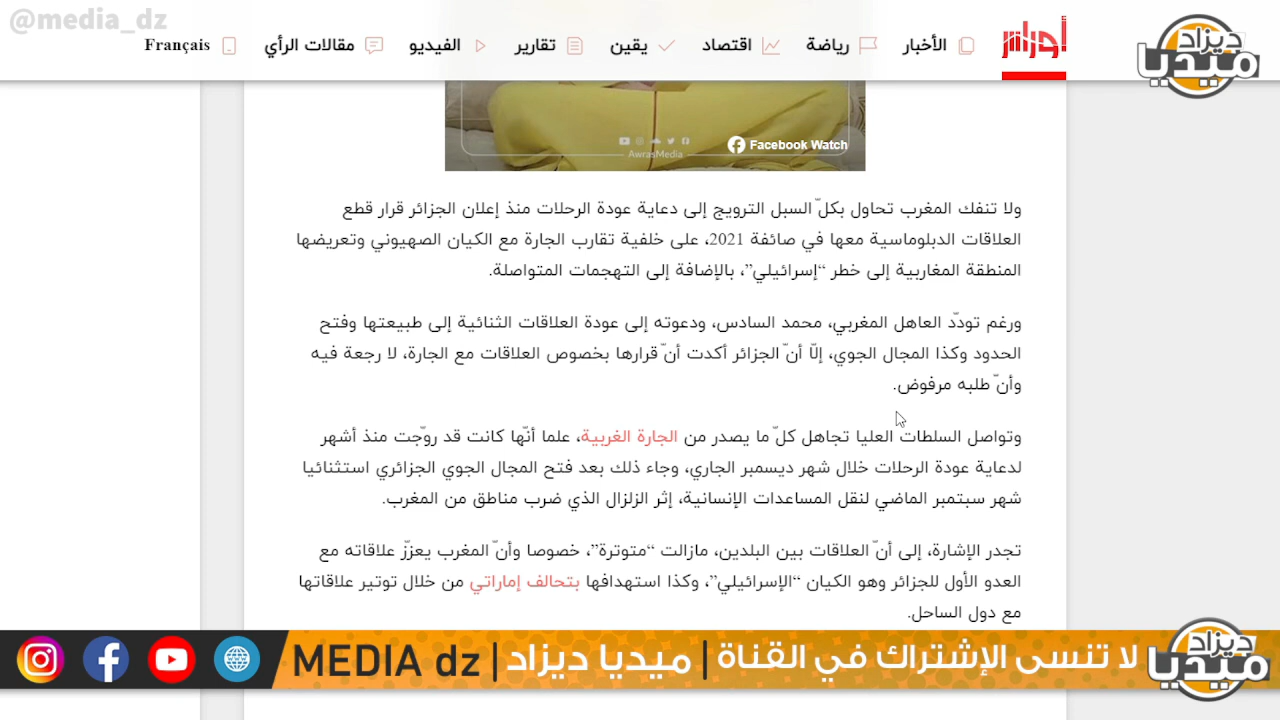 @media_dz
أوراس
الأخبار
رياضة
اقتصاد
يقين
تقارير
الفيديو
مقالات الرأي
Français
ديزاد
ميديا
Facebook Watch
AwrasMedia
ولا تنفك المغرب تحاول بكلّ السبل الترويج إلى دعاية عودة الرحلات منذ إعلان الجزائر قرار قطع
العلاقات الدبلوماسية معها في صائفة 2021، على خلفية تقارب الجارة مع الكيان الصهيوني وتعريضها
المنطقة المغاربية إلى خطر “إسرائيلي”، بالإضافة إلى التهجمات المتواصلة.
ورغم تودّد العاهل المغربي، محمد السادس، ودعوته إلى عودة العلاقات الثنائية إلى طبيعتها وفتح
الحدود وكذا المجال الجوي، إلّا أنّ الجزائر أكدت أنّ قرارها بخصوص العلاقات مع الجارة، لا رجعة فيه
وأنّ طلبه مرفوض.
وتواصل السلطات العليا تجاهل كلّ ما يصدر من الجارة الغربية، علما أنّها كانت قد روّجت منذ أشهر
لدعاية عودة الرحلات خلال شهر ديسمبر الجاري، وجاء ذلك بعد فتح المجال الجوي الجزائري استثنائيا
شهر سبتمبر الماضي لنقل المساعدات الإنسانية، إثر الزلزال الذي ضرب مناطق من المغرب.
تجدر الإشارة، إلى أنّ العلاقات بين البلدين، مازالت “متوترة”، خصوصا وأنّ المغرب يعزّز علاقاته مع
العدو الأول للجزائر وهو الكيان “الإسرائيلي”، وكذا استهدافها بتحالف إماراتي من خلال توتير علاقاتها
مع دول الساحل.
لا تنسى الإشتراك في القناة | ميديا ديزاد | MEDIA dz
ديزاد
ميديا